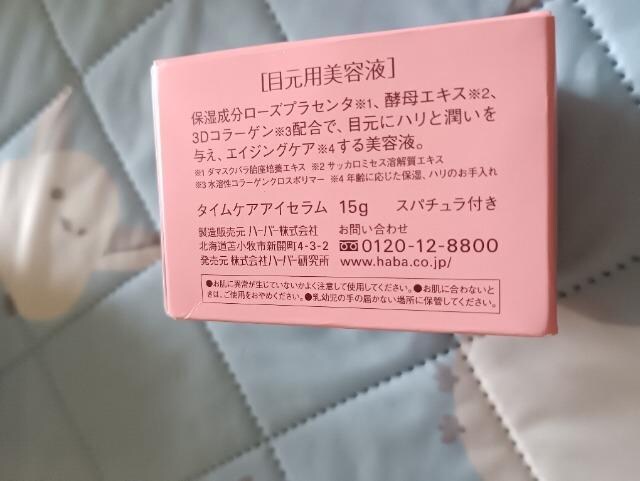 ［目元用美容液］
保湿成分ローズプラセンタ※1、酵母エキス※2、
3Dコラーゲン※3配合で、目元にハリと潤いを
与え、エイジングケア※4する美容液。
※1 ダマスクバラ胎座培養エキス ※2 サッカロミセス溶解質エキス
※3 水溶性コラーゲンクロスポリマー ※4 年齢に応じた保湿、ハリのお手入れ
タイムケアアイセラム 15g スパチュラ付き
製造販売元 ハーバー株式会社 お問い合わせ
北海道苫小牧市新開町4-3-2 0120-12-8800
発売元 株式会社ハーバー研究所 www.haba.co.jp/
●お肌に異常が生じていないかよく注意して使用してください。●お肌に合わないと
きは、ご使用をおやめください。●乳幼児の手の届かない場所に保管してください。